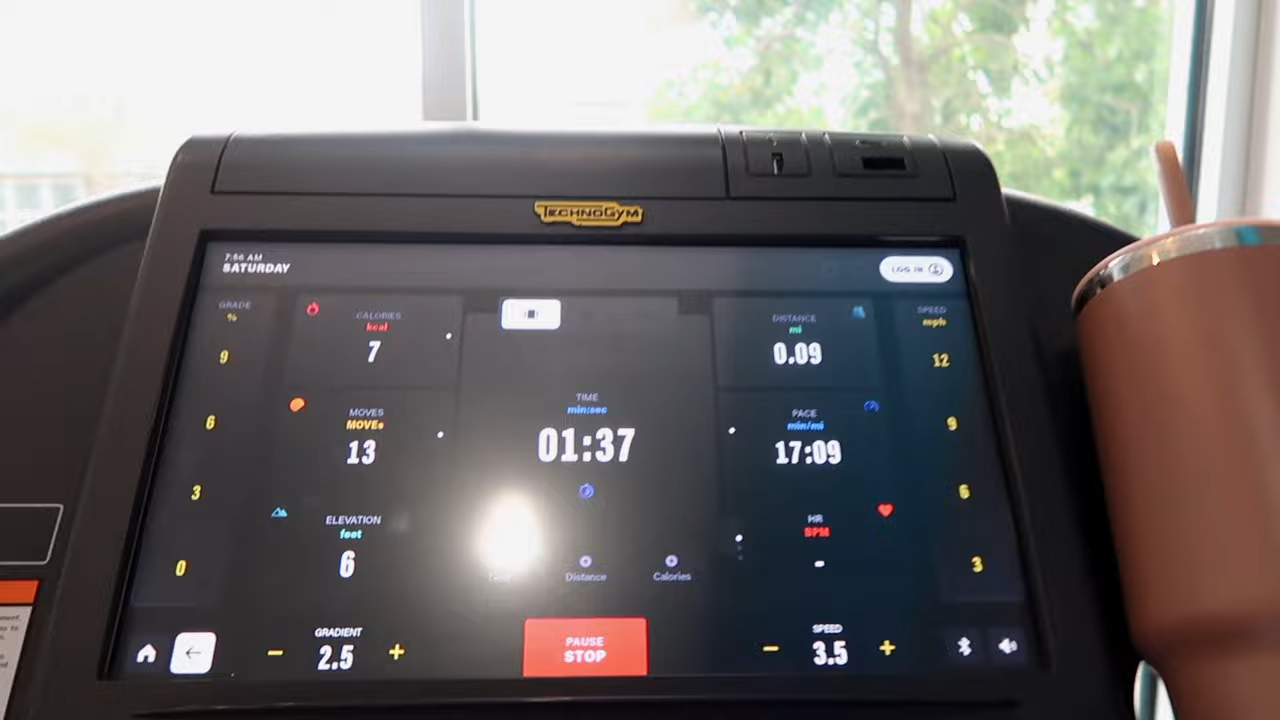 TECHNOGYM
7:56 AM
SATURDAY
LOG IN
GRADE
%
9
6
3
0
CALORIES
kcal
7
MOVES
MOVEs
13
ELEVATION
feet
6
TIME
min:sec
01:37
Distance
Calories
DISTANCE
mi
0.09
PACE
min/mi
17:09
HR
BPM
-
SPEED
mph
12
9
6
3
GRADIENT
- 2.5 +
PAUSE
STOP
SPEED
- 3.5 +